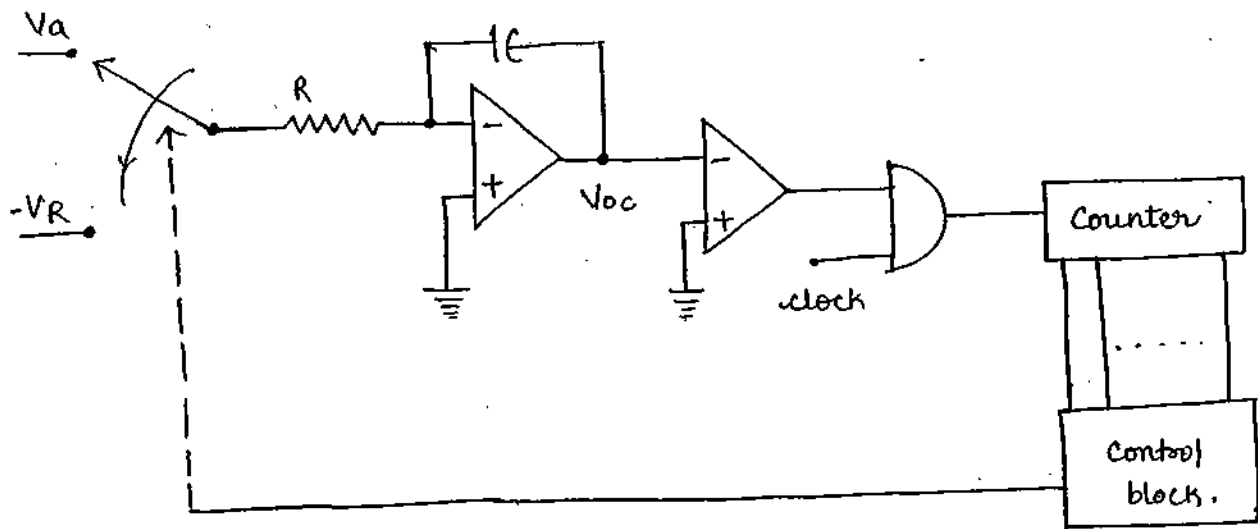 Va
-VR
R
C
-
+
Voc
-
+
clock
Counter
......
Control
block.